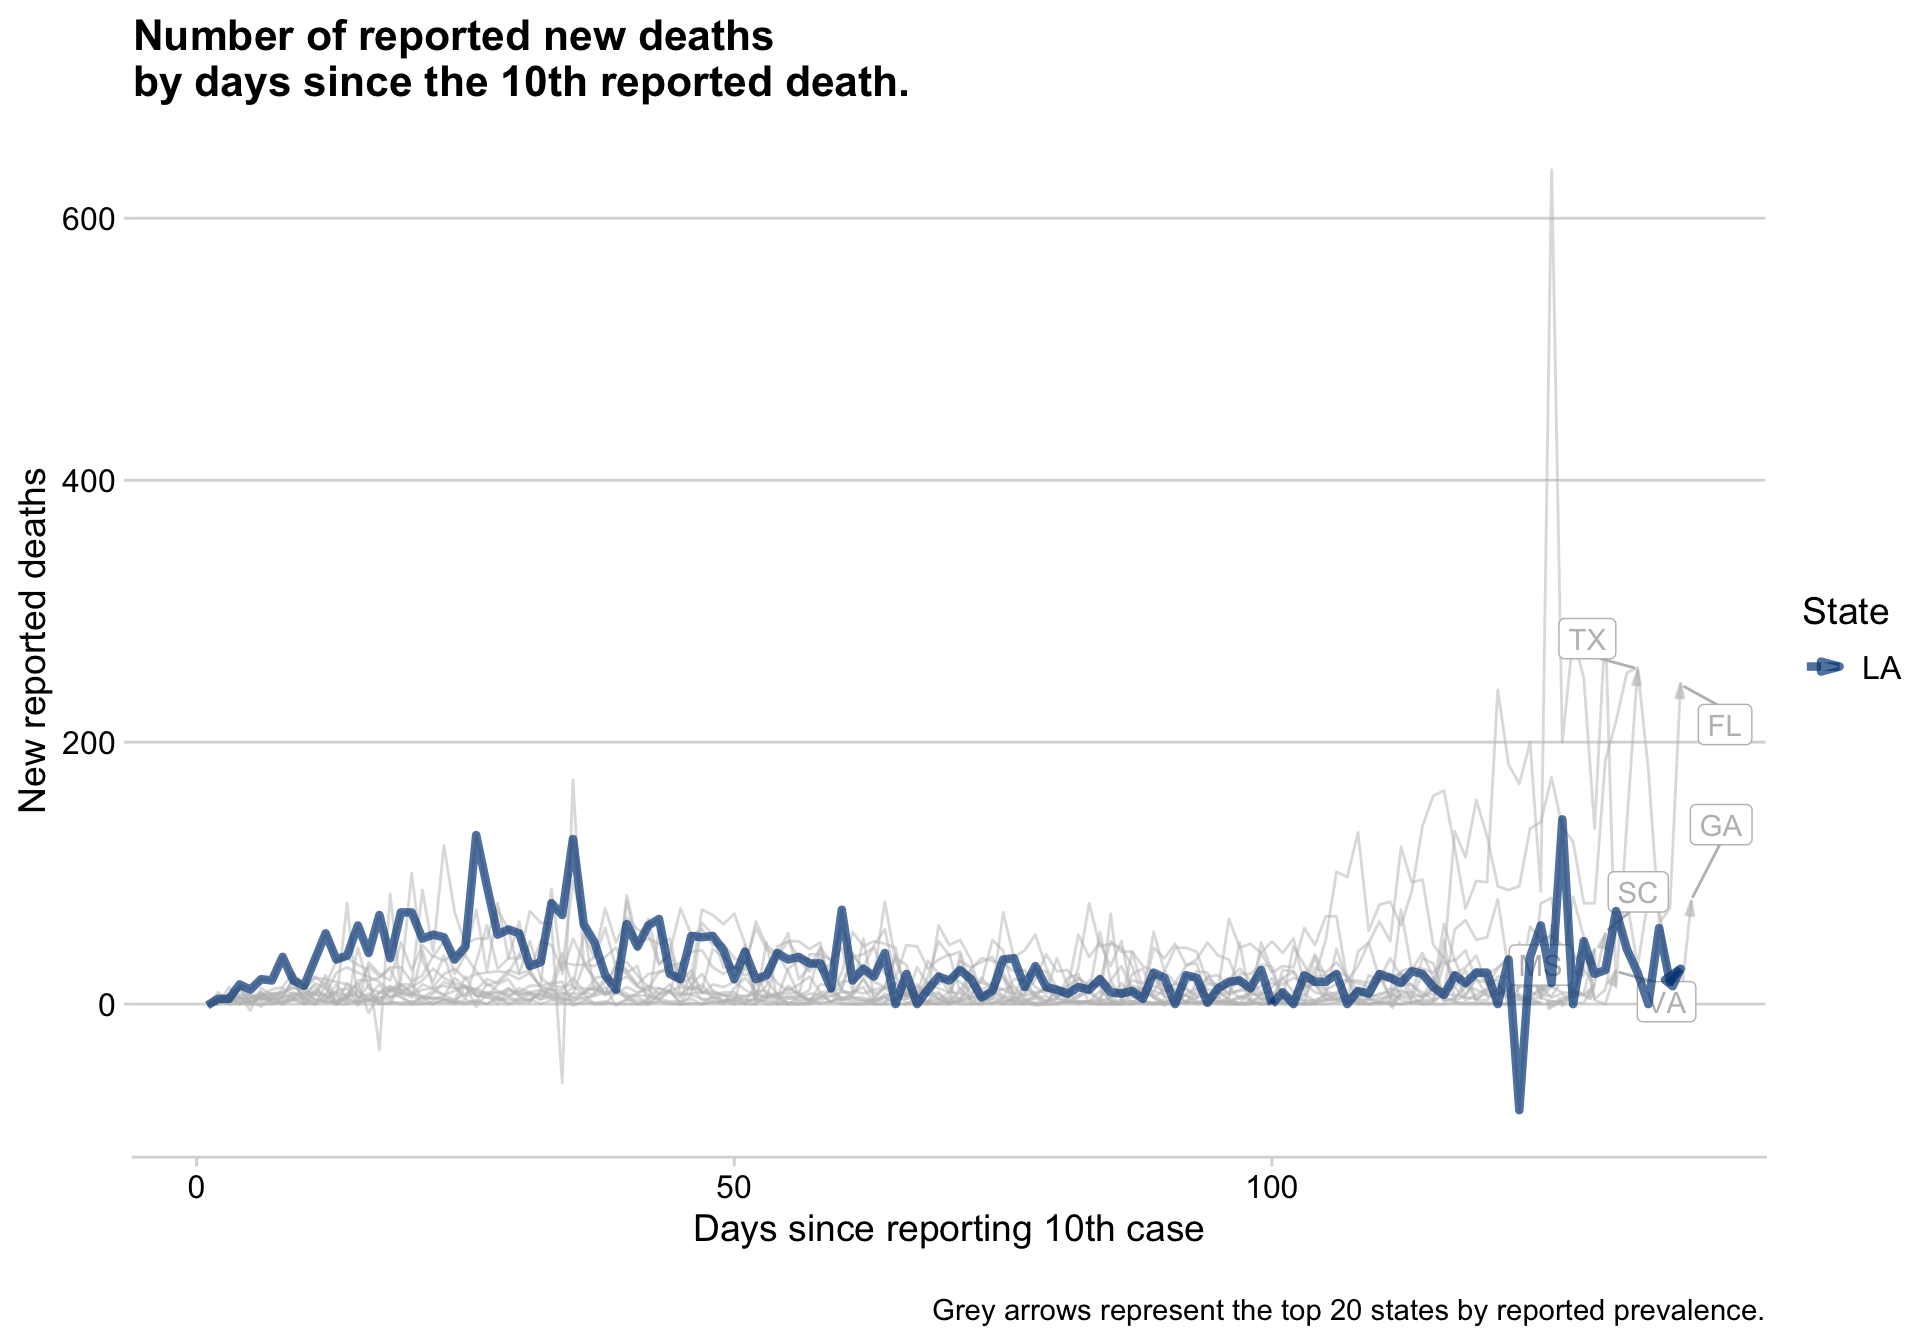 Number of reported new deaths
by days since the 10th reported death.
New reported deaths
600
400
200
0
TX
FL
GA
SC
MS
VA
State
LA
0
50
100
Days since reporting 10th case
Grey arrows represent the top 20 states by reported prevalence.